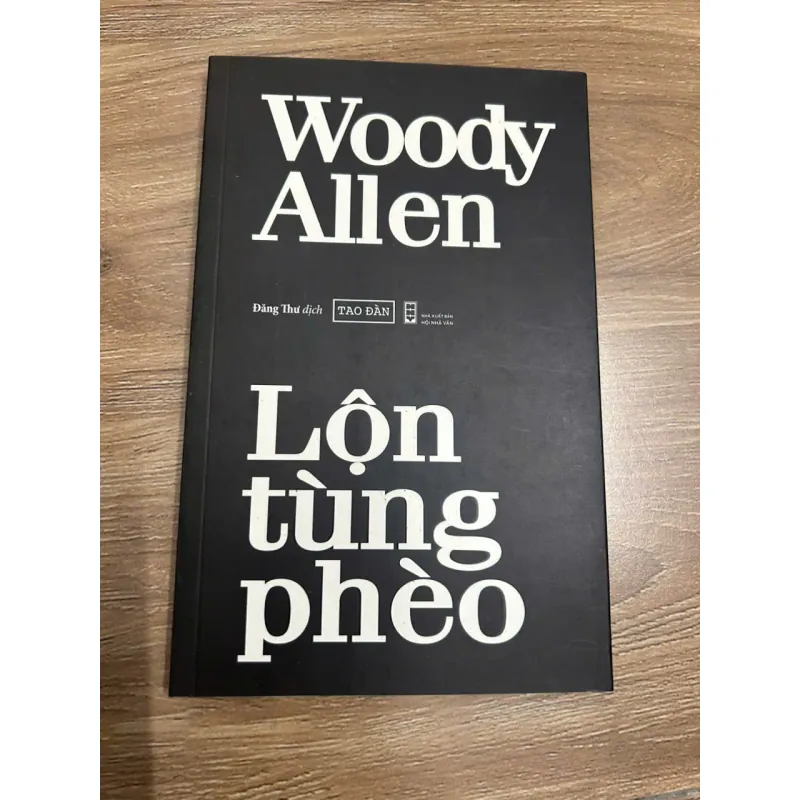 Woody
Allen
Đăng Thư dịch
TAO ĐÀN
NHÀ XUẤT BẢN
HỘI NHÀ VĂN
Lộn
tùng
phèo